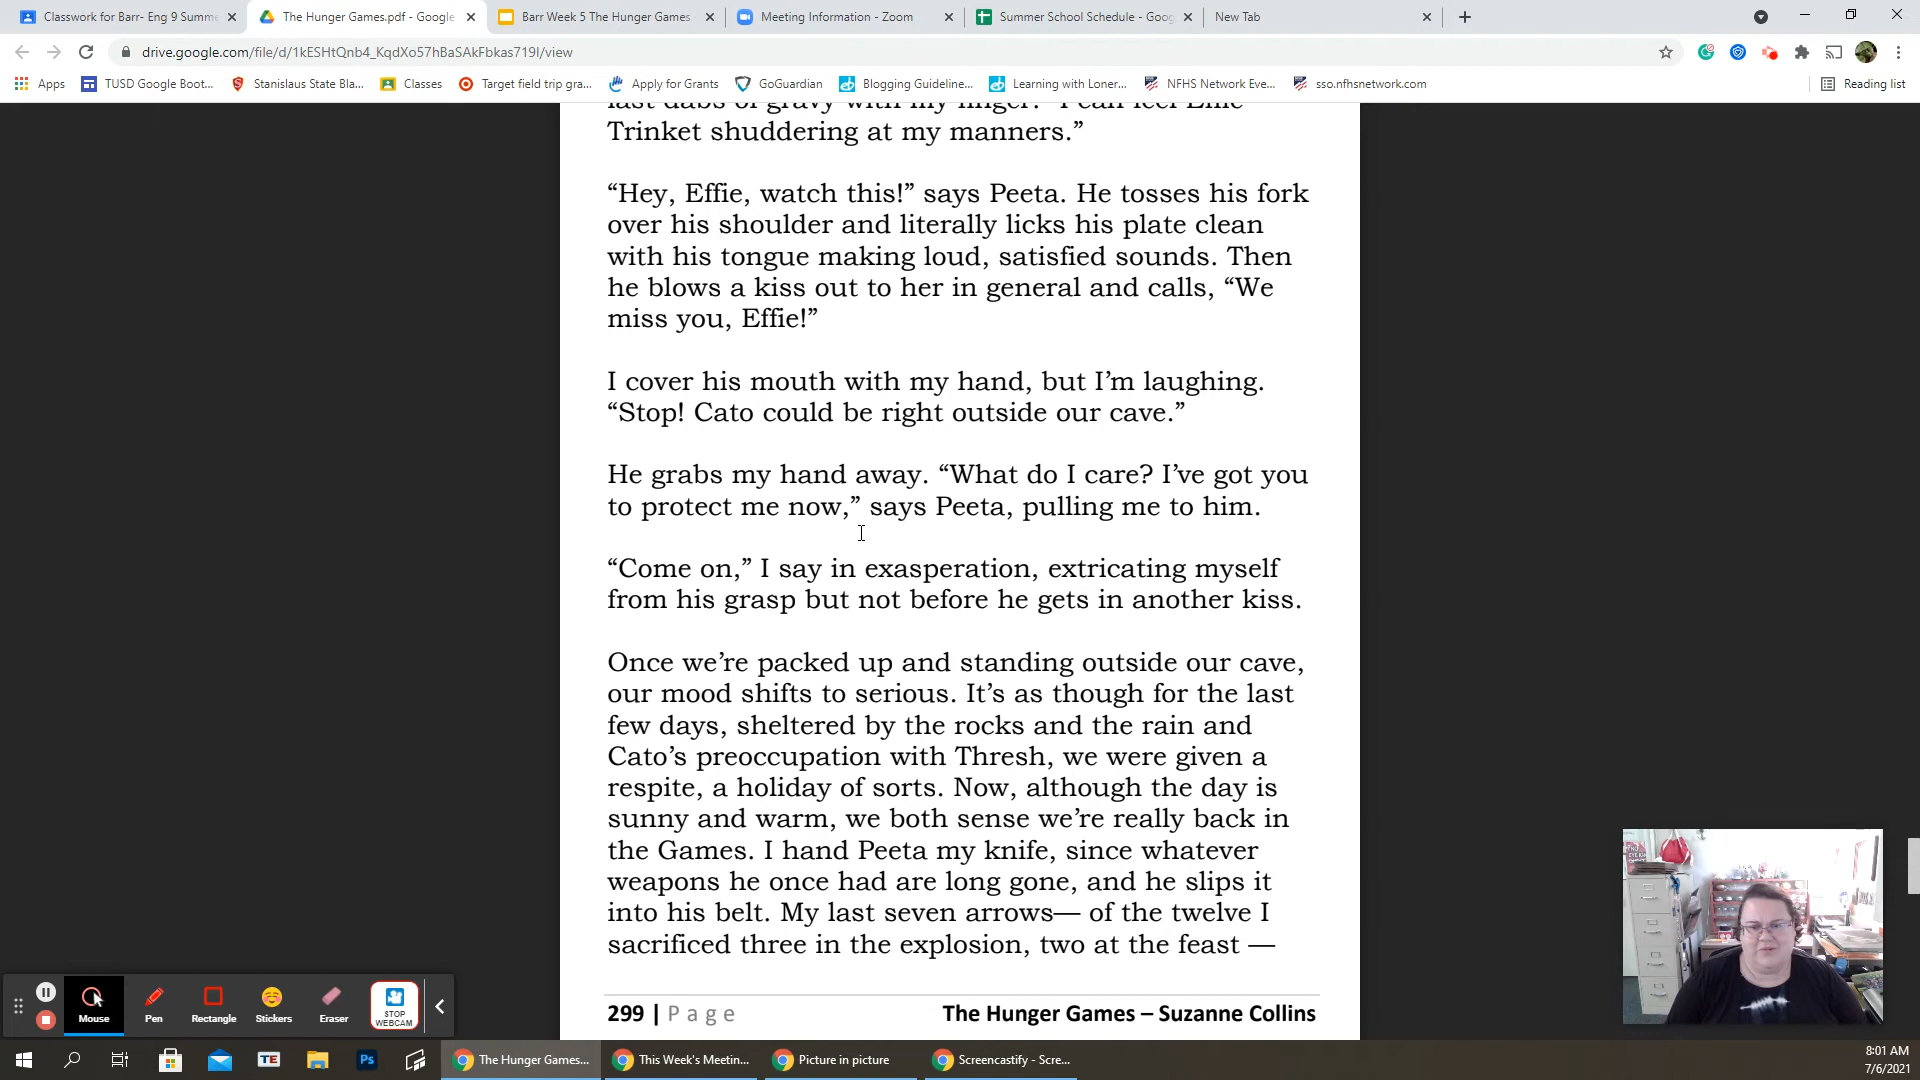 Classwork for Barr- Eng 9 Summe
The Hunger Games.pdf - Google
Barr Week 5 The Hunger Games
Meeting Information - Zoom
Summer School Schedule - Goog
New Tab
drive.google.com/file/d/1kESHtQnb4_KqdXo57hBaSAkFbkas719I/view
Apps
TUSD Google Boot...
Stanislaus State Bla...
Classes
Target field trip gra...
Apply for Grants
GoGuardian
Blogging Guideline...
Learning with Loner...
NFHS Network Eve...
sso.nfhsnetwork.com
Reading list
last dabs of gravy with my finger. “I can feel Effie
Trinket shuddering at my manners.”
“Hey, Effie, watch this!” says Peeta. He tosses his fork
over his shoulder and literally licks his plate clean
with his tongue making loud, satisfied sounds. Then
he blows a kiss out to her in general and calls, “We
miss you, Effie!”
I cover his mouth with my hand, but I’m laughing.
“Stop! Cato could be right outside our cave.”
He grabs my hand away. “What do I care? I’ve got you
to protect me now,” says Peeta, pulling me to him.
“Come on,” I say in exasperation, extricating myself
from his grasp but not before he gets in another kiss.
Once we’re packed up and standing outside our cave,
our mood shifts to serious. It’s as though for the last
few days, sheltered by the rocks and the rain and
Cato’s preoccupation with Thresh, we were given a
respite, a holiday of sorts. Now, although the day is
sunny and warm, we both sense we’re really back in
the Games. I hand Peeta my knife, since whatever
weapons he once had are long gone, and he slips it
into his belt. My last seven arrows— of the twelve I
sacrificed three in the explosion, two at the feast —
299 | Page
The Hunger Games – Suzanne Collins
Mouse
Pen
Rectangle
Stickers
Eraser
STOP
WEBCAM
TE
Ps
The Hunger Games...
This Week's Meetin...
Picture in picture
Screencastify - Scre...
8:01 AM
7/6/2021